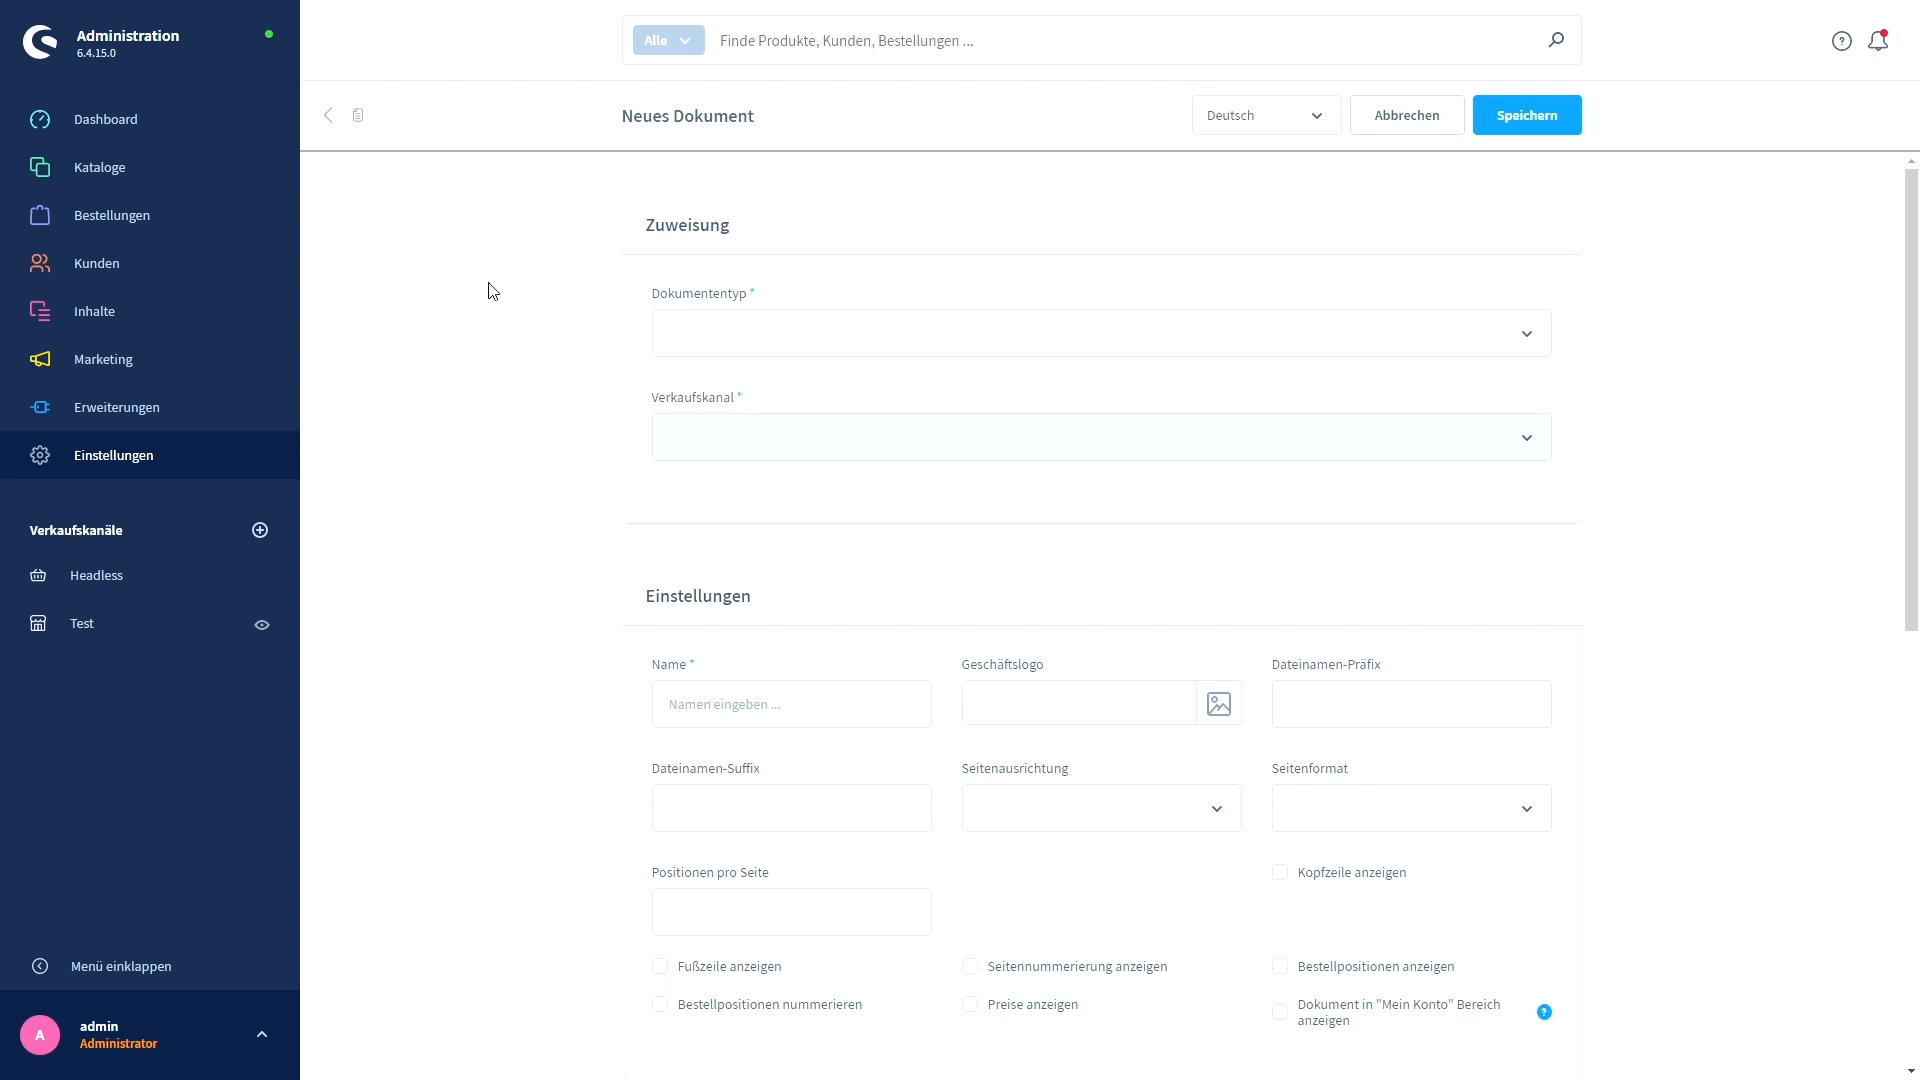 Administration
6.4.15.0
Dashboard
Kataloge
Bestellungen
Kunden
Inhalte
Marketing
Erweiterungen
Einstellungen
Verkaufskanäle
Headless
Test
Menü einklappen
A
admin
Administrator
Alle
Finde Produkte, Kunden, Bestellungen ...
?
Neues Dokument
Deutsch
Abbrechen
Speichern
Zuweisung
Dokumententyp *
Verkaufskanal *
Einstellungen
Name * Geschäftslogo Dateinamen-Präfix
Namen eingeben ...
Dateinamen-Suffix Seitenausrichtung Seitenformat
Positionen pro Seite Kopfzeile anzeigen
Fußzeile anzeigen Seitennummerierung anzeigen Bestellpositionen anzeigen
Bestellpositionen nummerieren Preise anzeigen Dokument in "Mein Konto" Bereich
anzeigen ?